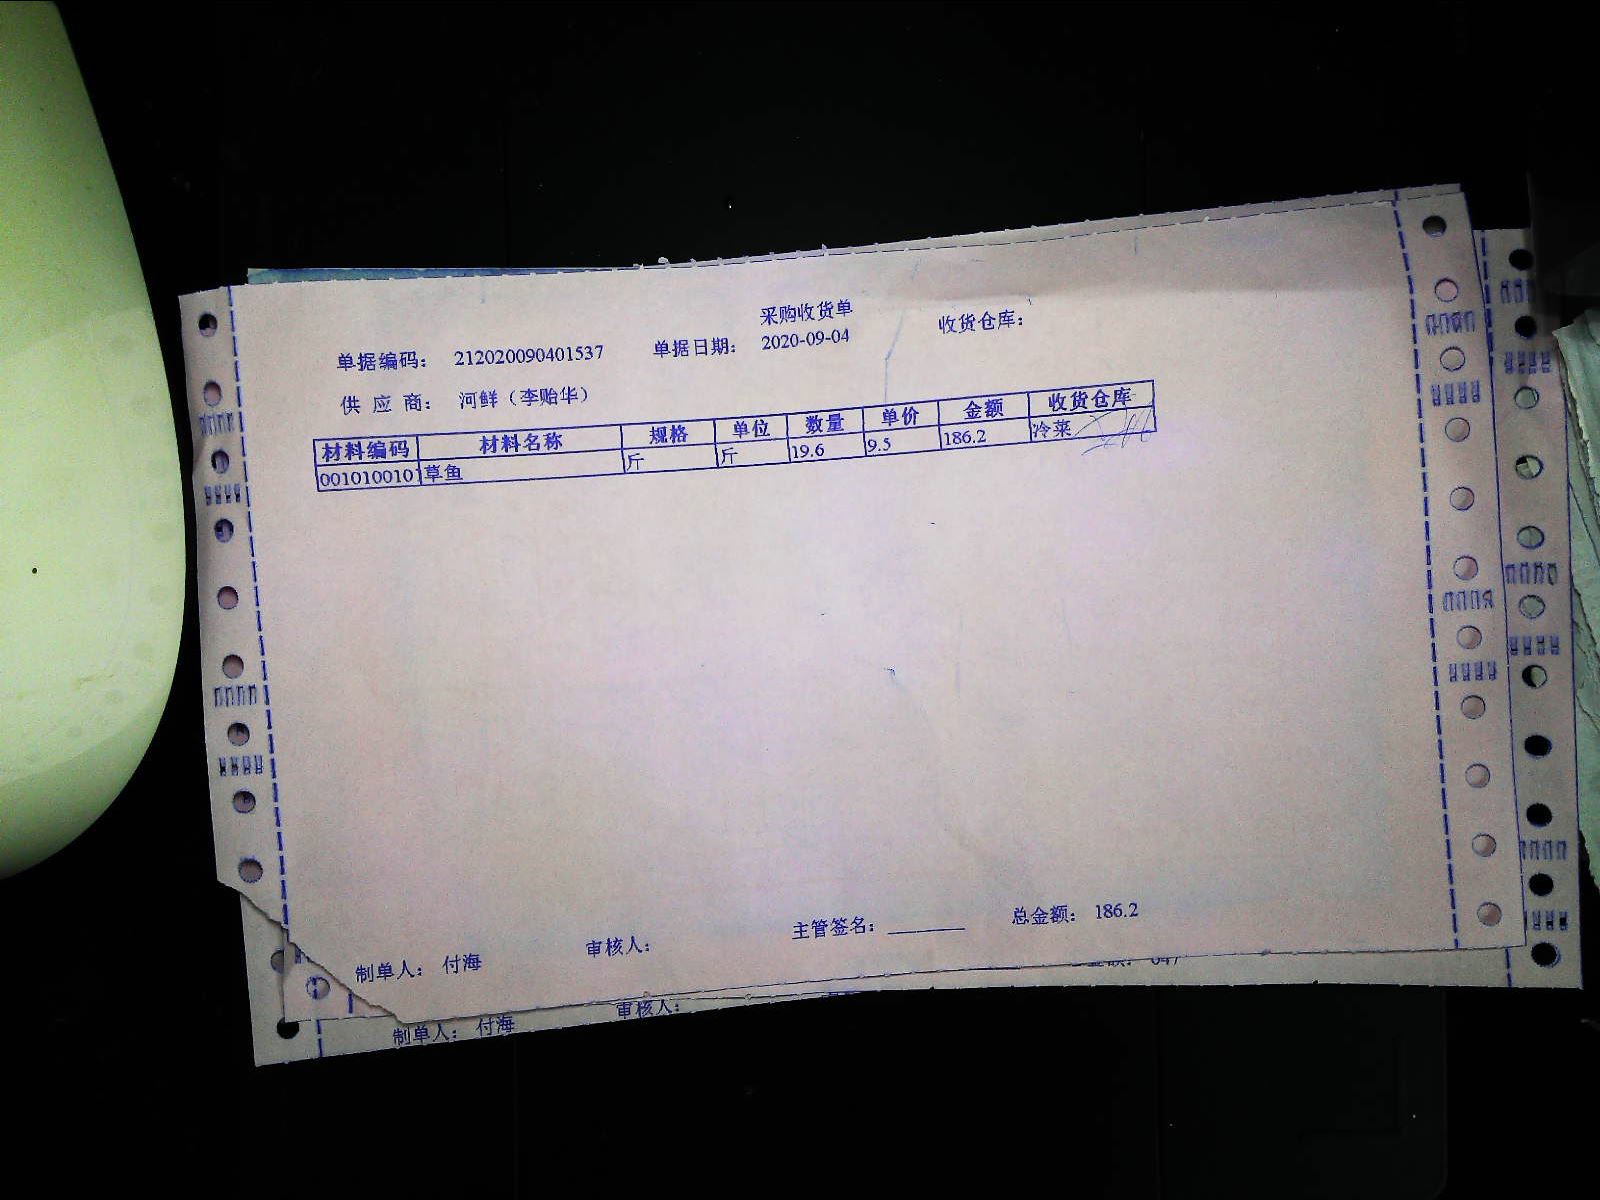 采购收货单
单据编码： 212020090401537 单据日期： 2020-09-04 收货仓库：
供 应 商： 河鲜（李贻华）
材料编码 材料名称 规格 单位 数量 单价 金额 收货仓库
0010100101 草鱼 斤 斤 19.6 9.5 186.2 冷菜
制单人： 付海 审核人： 主管签名： 总金额： 186.2
制单人： 付海 审核人：